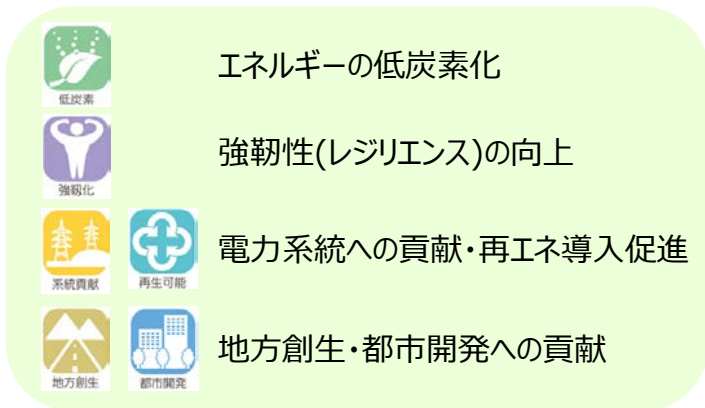 低炭素
エネルギーの低炭素化
強靱化
強靭性(レジリエンス)の向上
系統貢献
再生可能
電力系統への貢献・再エネ導入促進
地方創生
都市開発
地方創生・都市開発への貢献